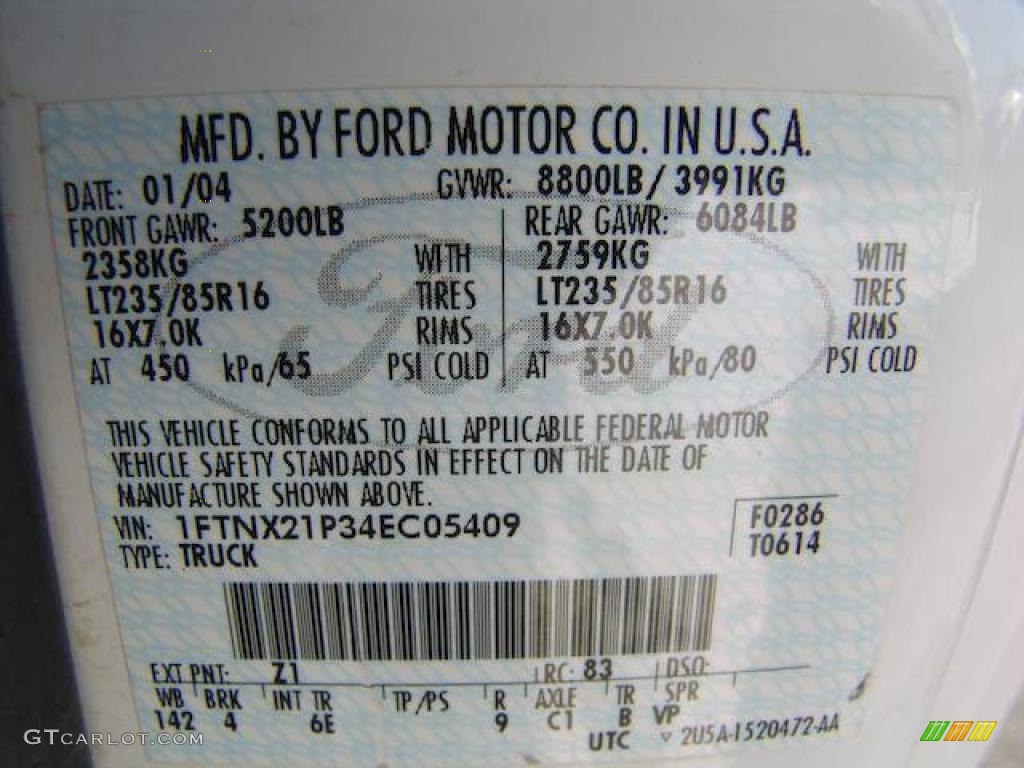 MFD. BY FORD MOTOR CO. IN U.S.A.
DATE: 01/04 GVWR: 8800LB/3991KG
FRONT GAWR: 5200LB REAR GAWR: 6084LB
2358KG WITH 2759KG WITH
LT235/85R16 TIRES LT235/85R16 TIRES
16X7.0K RIMS 16X7.0K RIMS
AT 450 kPa/65 PSI COLD AT 550 kPa/80 PSI COLD
Ford
THIS VEHICLE CONFORMS TO ALL APPLICABLE FEDERAL MOTOR
VEHICLE SAFETY STANDARDS IN EFFECT ON THE DATE OF
MANUFACTURE SHOWN ABOVE.
VIN: 1FTNX21P34EC05409 F0286
TYPE: TRUCK T0614
EXT PNT: Z1 RC: 83 DSO:
WB BRK INT TR TP/PS R AXLE TR SPR
142 4 6E 9 C1 B VP
UTC ▿ 2U5A-1520472-AA
GTCARLOT.COM